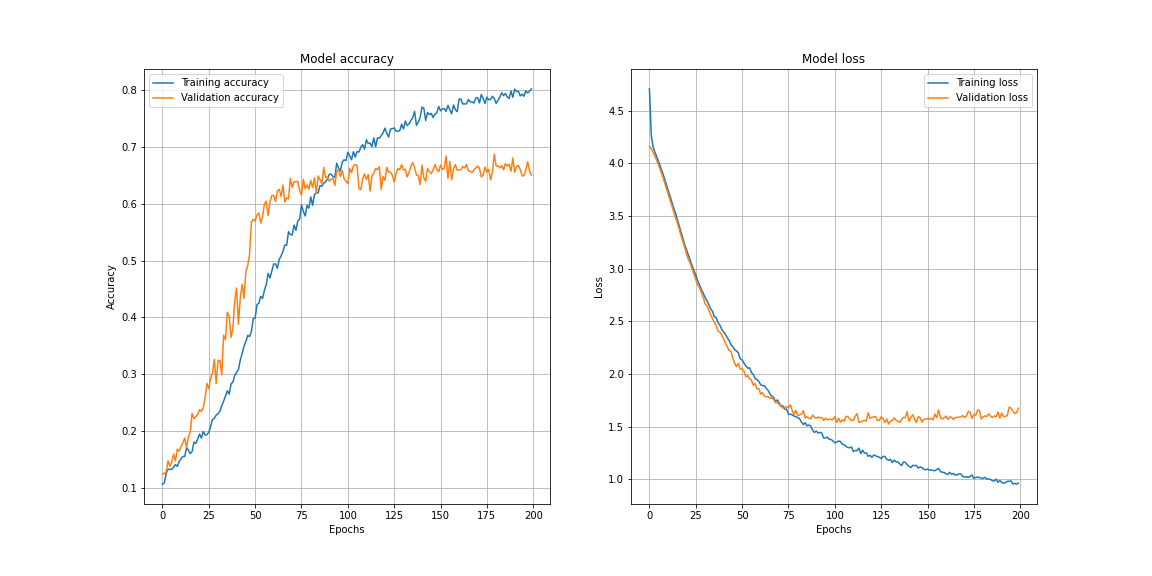 Model accuracy
Training accuracy
Validation accuracy
0.8
0.7
0.6
0.5
0.4
0.3
0.2
0.1
Accuracy
0 25 50 75 100 125 150 175 200
Epochs
Model loss
Training loss
Validation loss
4.5
4.0
3.5
3.0
2.5
2.0
1.5
1.0
Loss
0 25 50 75 100 125 150 175 200
Epochs